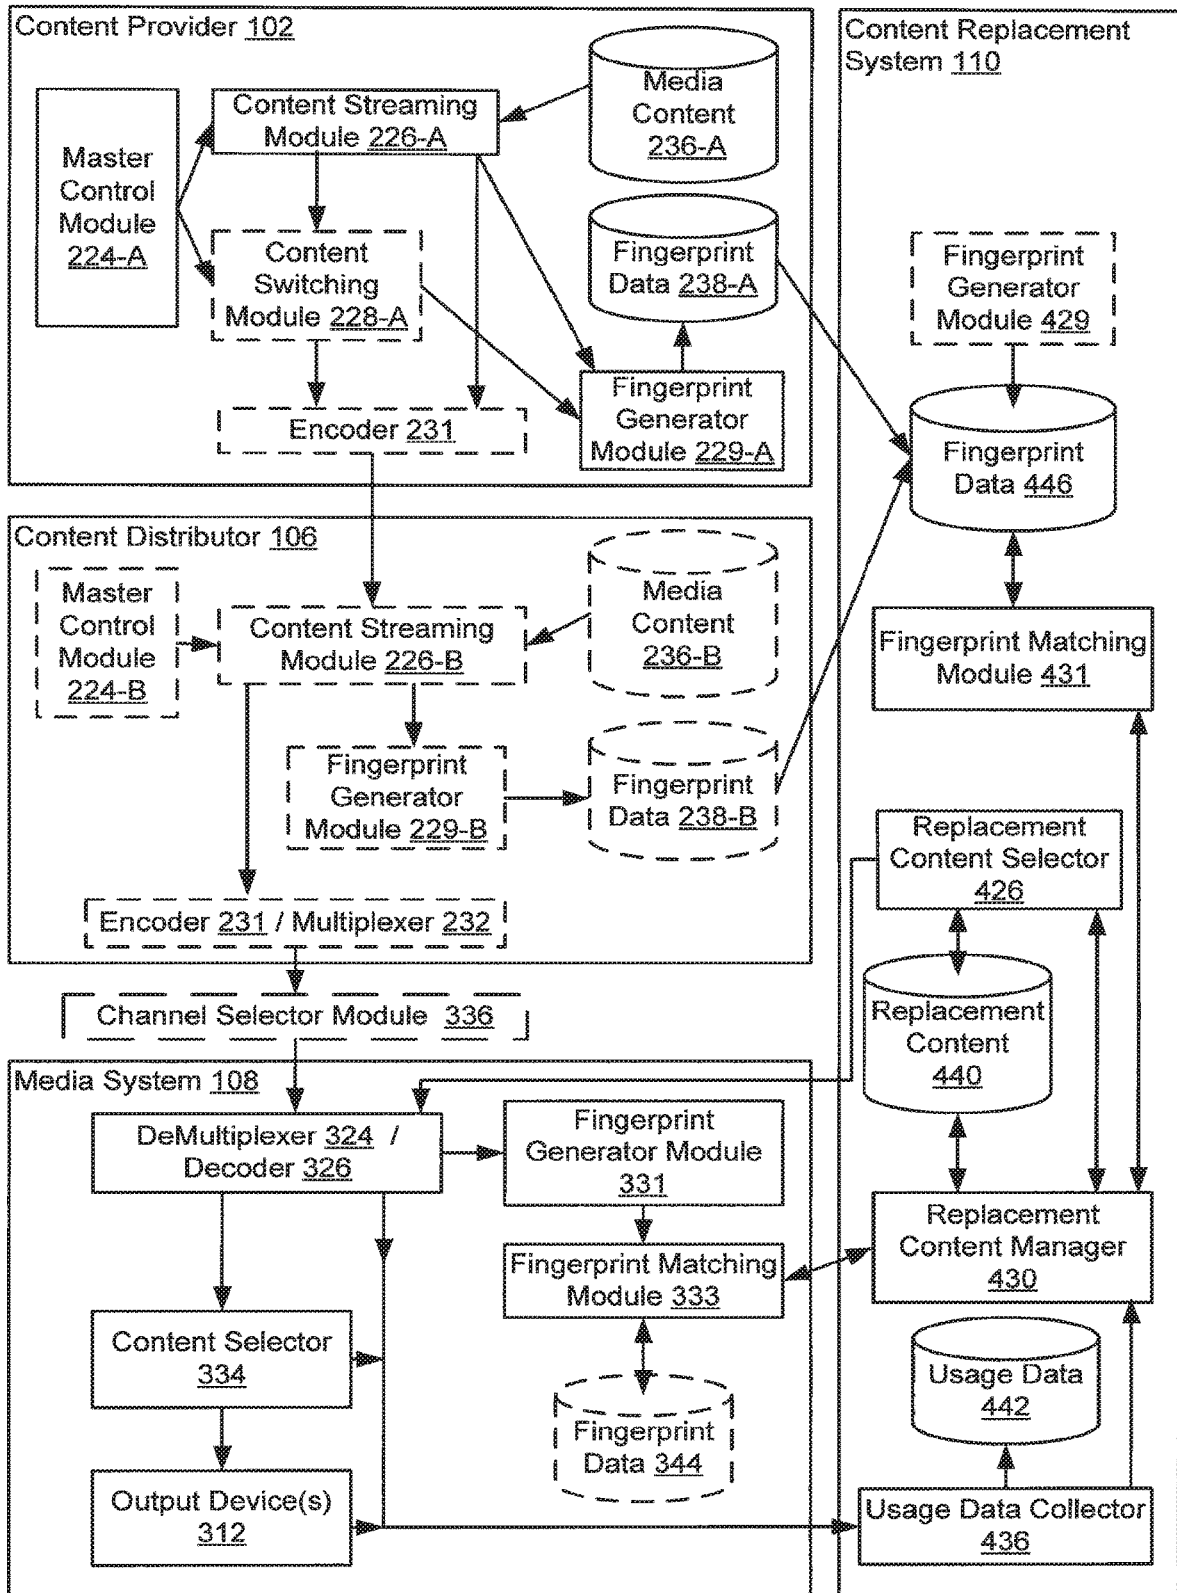 Content Provider 102
Master
Control
Module
224-A
Content Streaming
Module 226-A
Media
Content
236-A
Content
Switching
Module 228-A
Fingerprint
Data 238-A
Encoder 231
Fingerprint
Generator
Module 229-A
Content Distributor 106
Master
Control
Module
224-B
Content Streaming
Module 226-B
Media
Content
236-B
Fingerprint
Generator
Module 229-B
Fingerprint
Data 238-B
Encoder 231 / Multiplexer 232
Channel Selector Module 336
Media System 108
DeMultiplexer 324 /
Decoder 326
Fingerprint
Generator Module
331
Fingerprint Matching
Module 333
Content Selector
334
Fingerprint
Data 344
Output Device(s)
312
Content Replacement
System 110
Fingerprint
Generator
Module 429
Fingerprint
Data 446
Fingerprint Matching
Module 431
Replacement
Content Selector
426
Replacement
Content
440
Replacement
Content Manager
430
Usage Data
442
Usage Data Collector
436